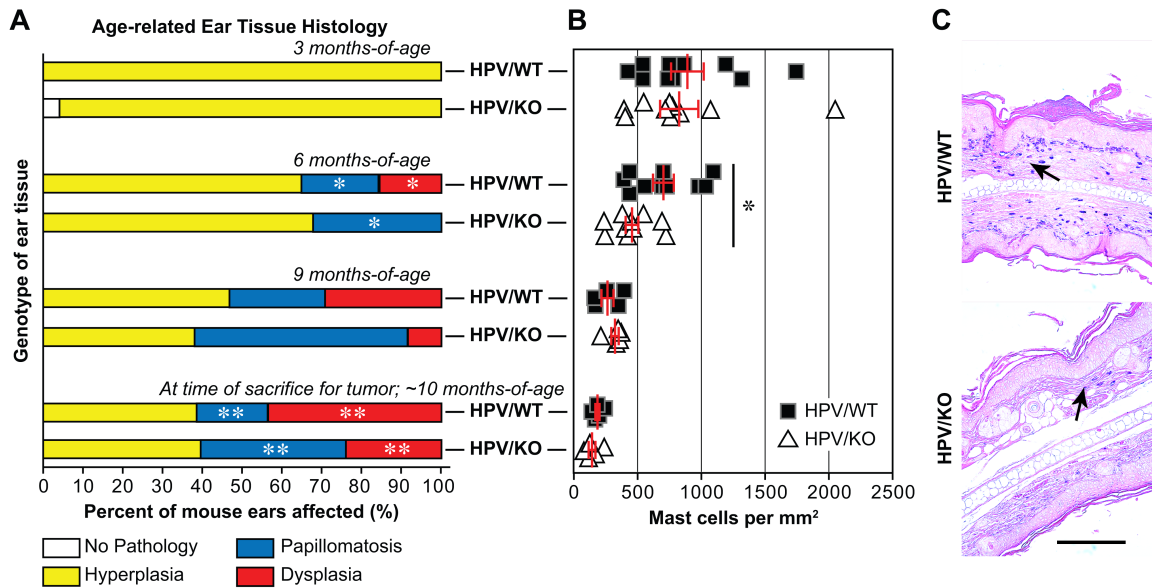 A
Age-related Ear Tissue Histology
Genotype of ear tissue
3 months-of-age
HPV/WT
HPV/KO
6 months-of-age
* *
HPV/WT
*
HPV/KO
9 months-of-age
HPV/WT
HPV/KO
At time of sacrifice for tumor; ~10 months-of-age
** **
HPV/WT
** **
HPV/KO
0 10 20 30 40 50 60 70 80 90 100
Percent of mouse ears affected (%)
No Pathology
Papillomatosis
Hyperplasia
Dysplasia
B
*
HPV/WT
HPV/KO
0 500 1000 1500 2000 2500
Mast cells per mm²
C
HPV/WT
HPV/KO